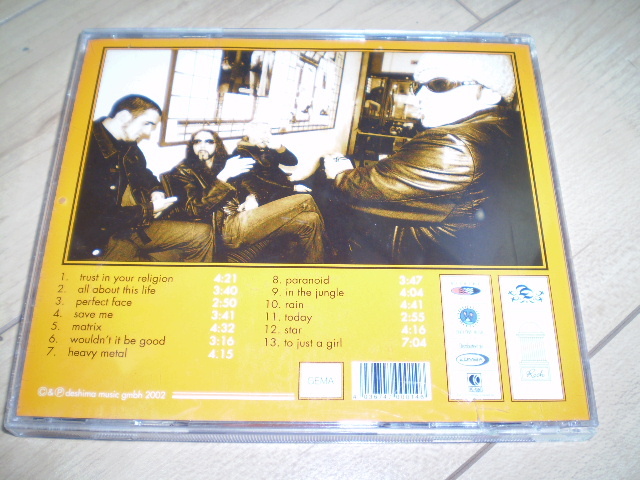 1. trust in your religion 4:21
2. all about this life 3:40
3. perfect face 2:50
4. save me 3:41
5. matrix 4:32
6. wouldn't it be good 3:16
7. heavy metal 4.15
8. paranoid 3:47
9. in the jungle 4:04
10. rain 4:41
11. today 2:55
12. star 4:16
13. to just a girl 7:04
GEMA
©&℗ dashima music gmbh 2002